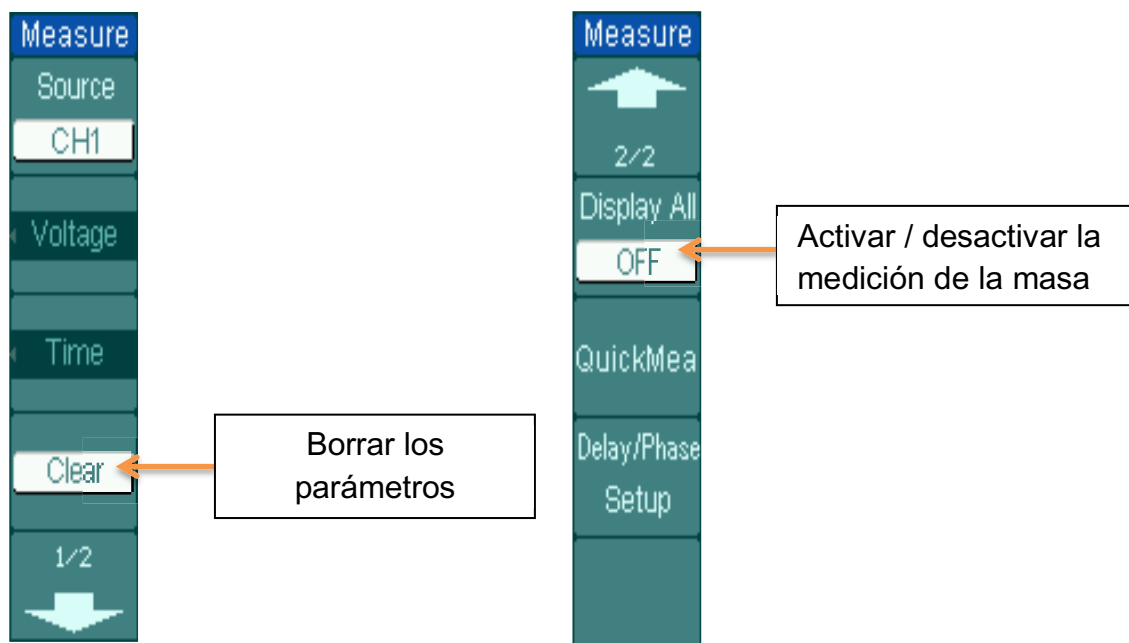 Measure
Source
CH1
Voltage
Time
Clear
1/2
Borrar los
parámetros
Measure
2/2
Display All
OFF
QuickMea
Delay/Phase
Setup
Activar / desactivar la
medición de la masa